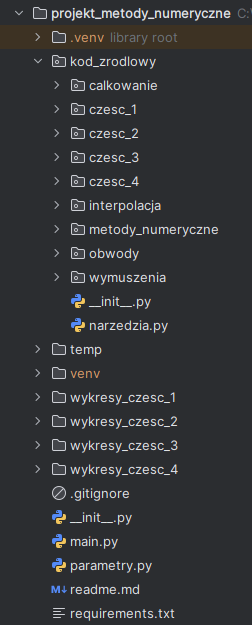 projekt_metody_numeryczne C:\
.venv library root
kod_zrodlowy
calkowanie
czesc_1
czesc_2
czesc_3
czesc_4
interpolacja
metody_numeryczne
obwody
wymuszenia
__init__.py
narzedzia.py
temp
venv
wykresy_czesc_1
wykresy_czesc_2
wykresy_czesc_3
wykresy_czesc_4
.gitignore
__init__.py
main.py
parametry.py
M↓ readme.md
requirements.txt